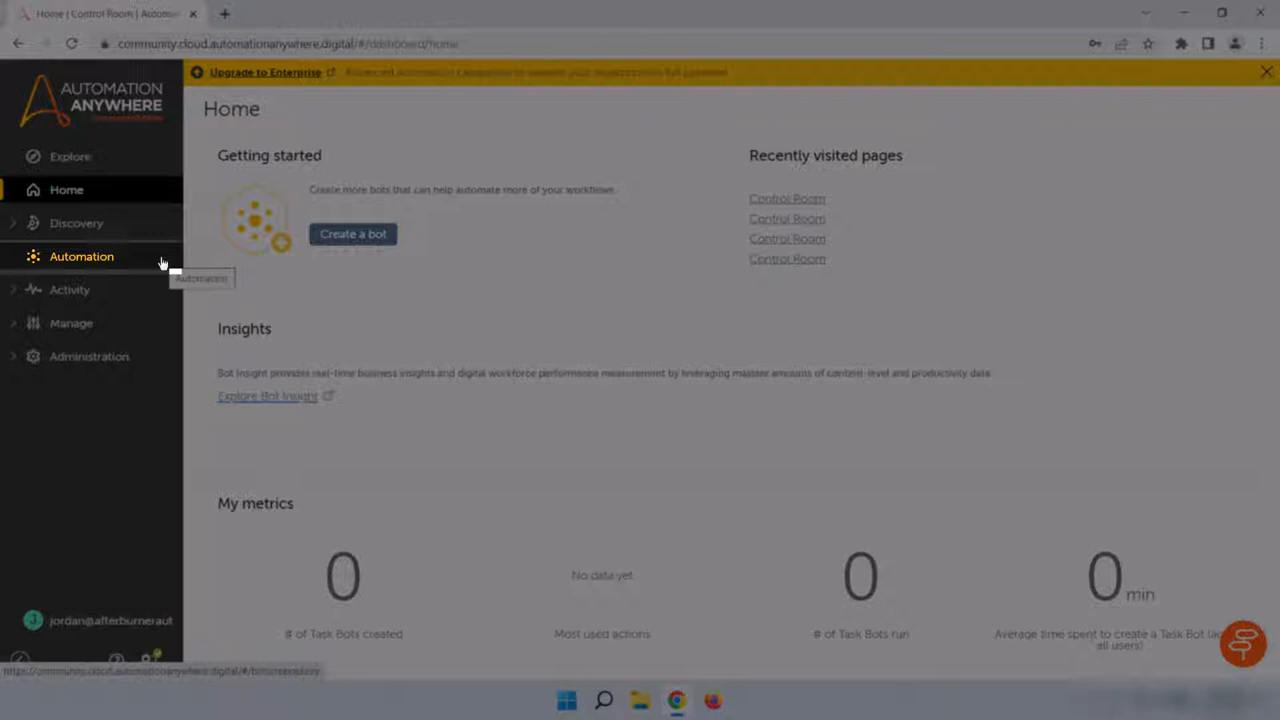 Home | Control Room | Automa
community.cloud.automationanywhere.digital/#/dashboard/home
AUTOMATION
ANYWHERE
Upgrade to Enterprise
Explore
Home
Discovery
Automation
Automation
Activity
Manage
Administration
jordan@afterburneraut
Home
Getting started
Create more bots that can help automate more of your workflows.
Create a bot
Recently visited pages
Control Room
Control Room
Control Room
Control Room
Insights
Bot Insight provides real-time business insights and digital workforce performance measurement by leveraging masses amounts of content-level and productivity data.
Explore Bot Insight
My metrics
0
# of Task Bots created
No data yet
Most used actions
0
# of Task Bots run
0 min
Average time spent to create a Task Bot
all users)